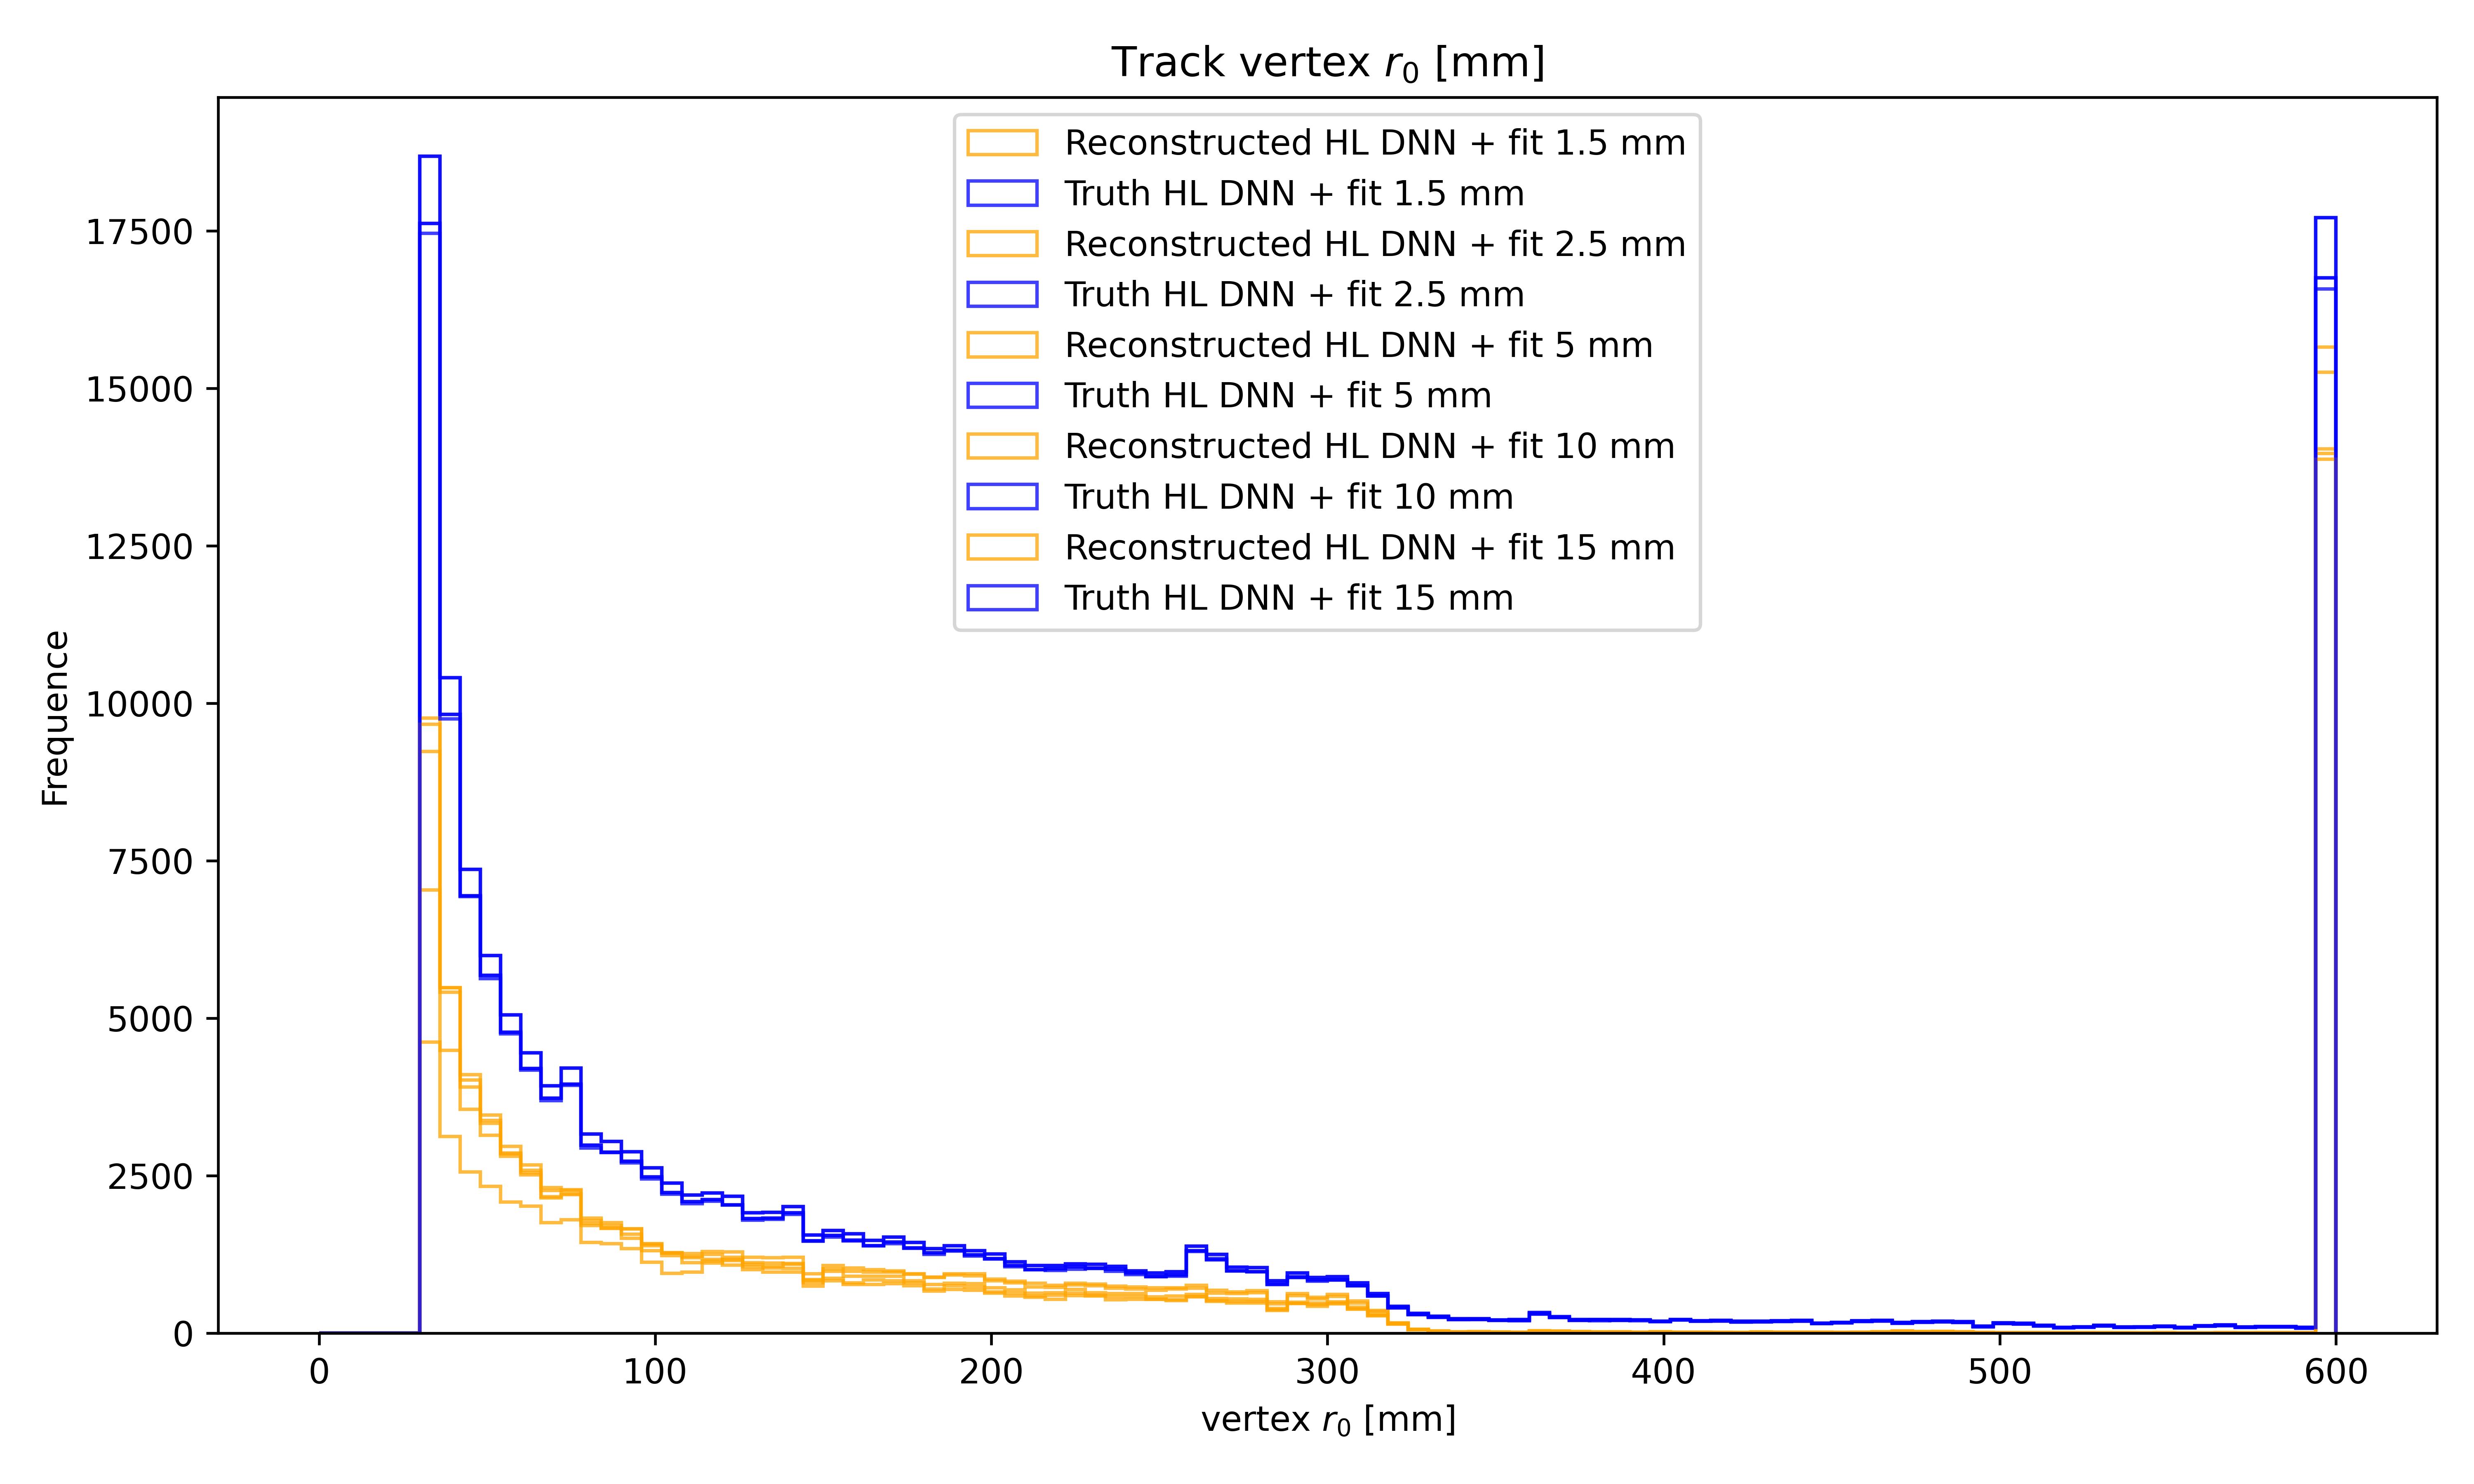 Track vertex r₀ [mm]
Reconstructed HL DNN + fit 1.5 mm
Truth HL DNN + fit 1.5 mm
Reconstructed HL DNN + fit 2.5 mm
Truth HL DNN + fit 2.5 mm
Reconstructed HL DNN + fit 5 mm
Truth HL DNN + fit 5 mm
Reconstructed HL DNN + fit 10 mm
Truth HL DNN + fit 10 mm
Reconstructed HL DNN + fit 15 mm
Truth HL DNN + fit 15 mm
Frequence
17500
15000
12500
10000
7500
5000
2500
0
0 100 200 300 400 500 600
vertex r₀ [mm]